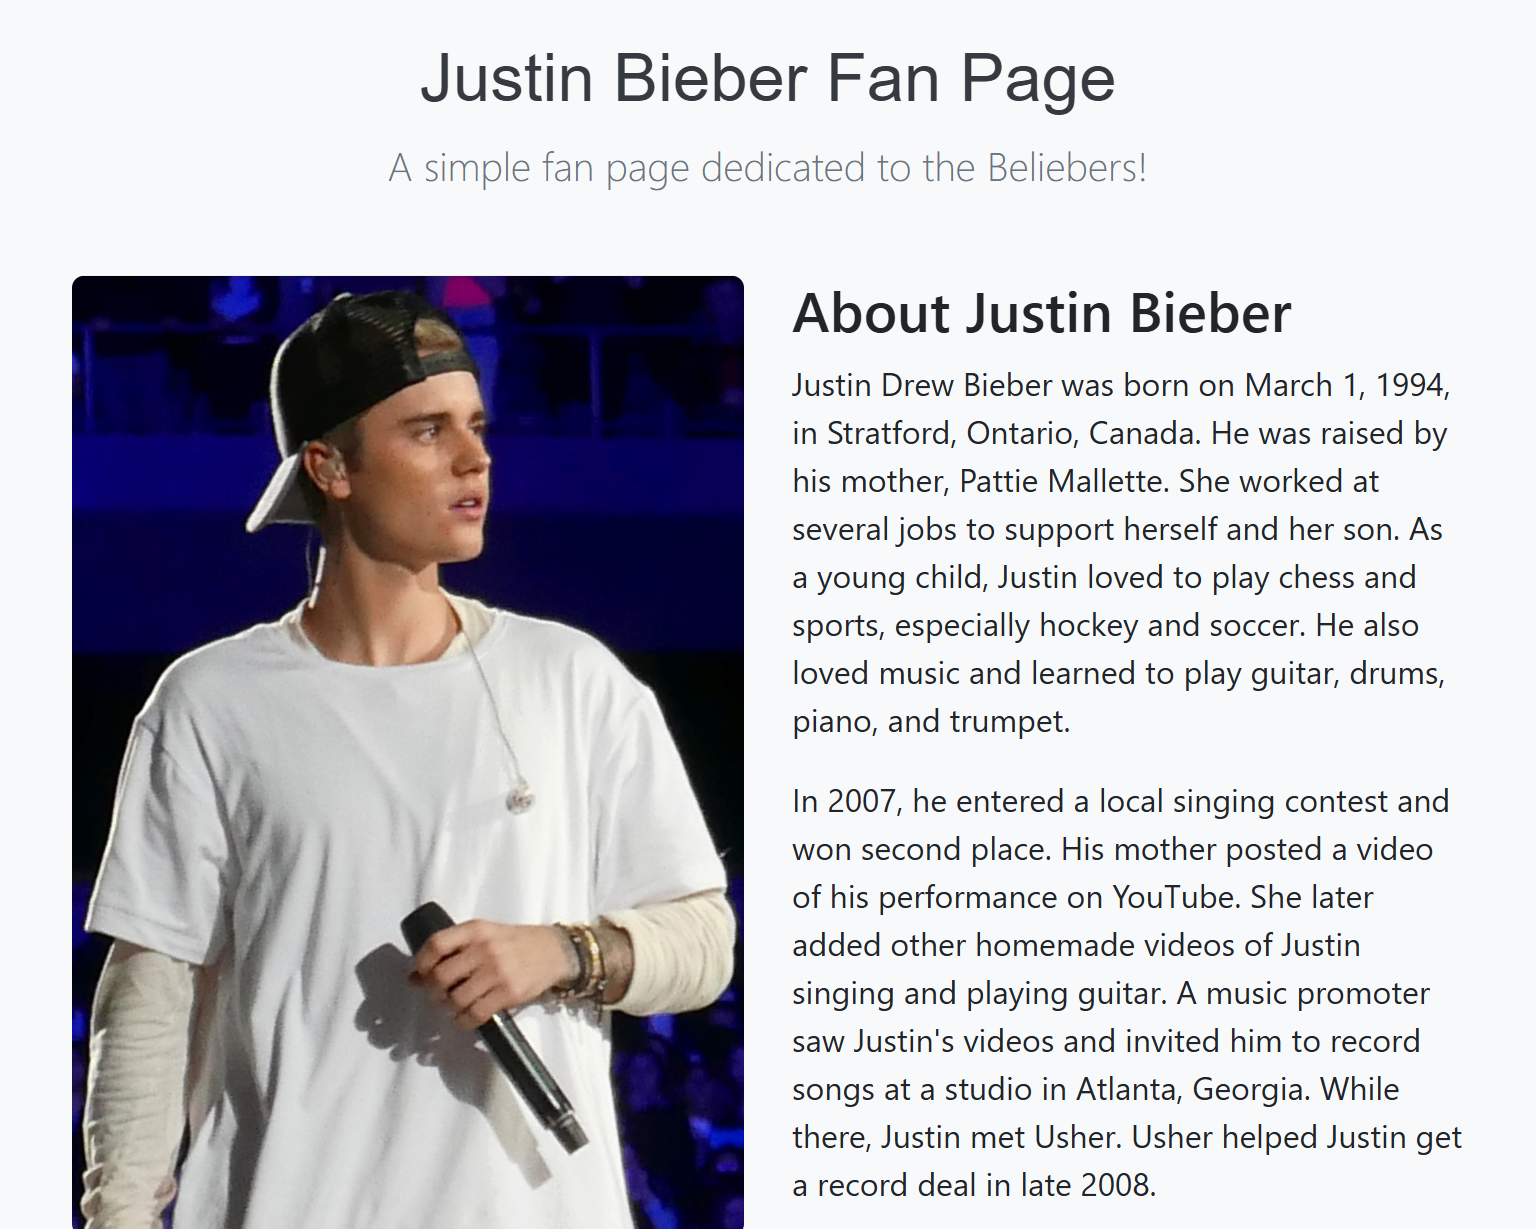 Justin Bieber Fan Page
A simple fan page dedicated to the Beliebers!
About Justin Bieber
Justin Drew Bieber was born on March 1, 1994,
in Stratford, Ontario, Canada. He was raised by
his mother, Pattie Mallette. She worked at
several jobs to support herself and her son. As
a young child, Justin loved to play chess and
sports, especially hockey and soccer. He also
loved music and learned to play guitar, drums,
piano, and trumpet.
In 2007, he entered a local singing contest and
won second place. His mother posted a video
of his performance on YouTube. She later
added other homemade videos of Justin
singing and playing guitar. A music promoter
saw Justin's videos and invited him to record
songs at a studio in Atlanta, Georgia. While
there, Justin met Usher. Usher helped Justin get
a record deal in late 2008.